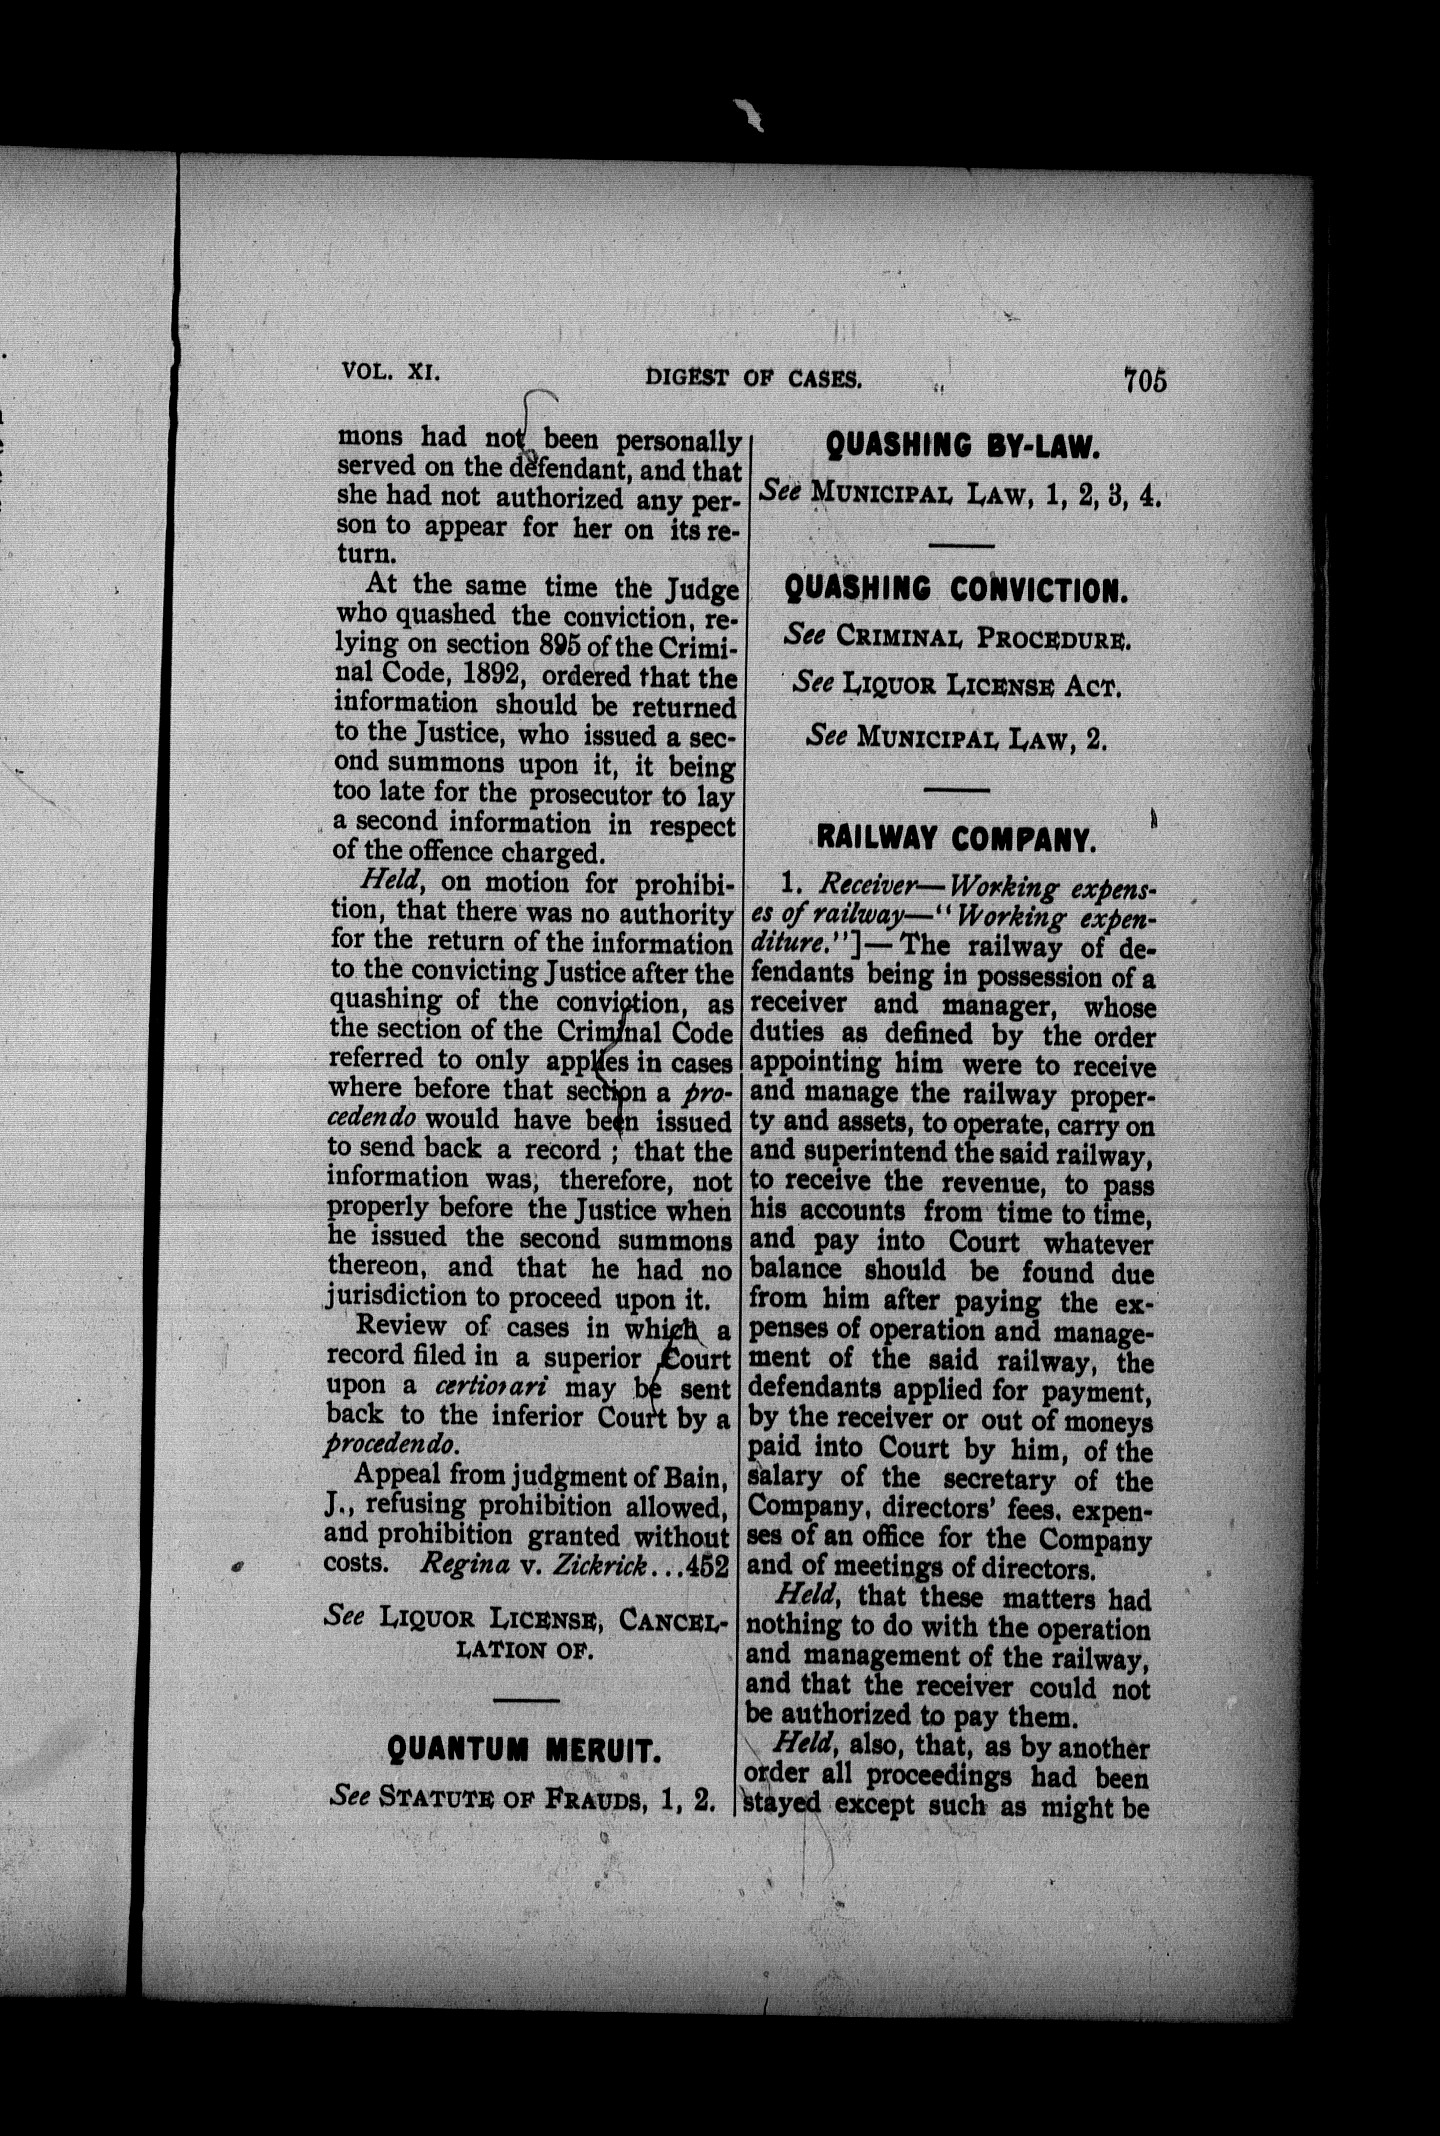 VOL. XI. DIGEST OF CASES. 705
mons had not been personally
served on the defendant, and that
she had not authorized any per-
son to appear for her on its re-
turn.
At the same time the Judge
who quashed the conviction, re-
lying on section 895 of the Crimi-
nal Code, 1892, ordered that the
information should be returned
to the Justice, who issued a sec-
ond summons upon it, it being
too late for the prosecutor to lay
a second information in respect
of the offence charged.
Held, on motion for prohibi-
tion, that there was no authority
for the return of the information
to the convicting Justice after the
quashing of the conviction, as
the section of the Criminal Code
referred to only applies in cases
where before that section a pro-
cedendo would have been issued
to send back a record ; that the
information was, therefore, not
properly before the Justice when
he issued the second summons
thereon, and that he had no
jurisdiction to proceed upon it.
Review of cases in which a
record filed in a superior Court
upon a certiorari may be sent
back to the inferior Court by a
procedendo.
Appeal from judgment of Bain,
J., refusing prohibition allowed,
and prohibition granted without
costs. Regina v. Zickrick...452
See LIQUOR LICENSE, CANCEL-
LATION OF.
QUANTUM MERUIT.
See STATUTE OF FRAUDS, 1, 2.
QUASHING BY-LAW.
See MUNICIPAL LAW, 1, 2, 3, 4.
QUASHING CONVICTION.
See CRIMINAL PROCEDURE.
See LIQUOR LICENSE ACT.
See MUNICIPAL LAW, 2.
RAILWAY COMPANY.
1. Receiver—Working expens-
es of railway—"Working expen-
diture."]—The railway of de-
fendants being in possession of a
receiver and manager, whose
duties as defined by the order
appointing him were to receive
and manage the railway proper-
ty and assets, to operate, carry on
and superintend the said railway,
to receive the revenue, to pass
his accounts from time to time,
and pay into Court whatever
balance should be found due
from him after paying the ex-
penses of operation and manage-
ment of the said railway, the
defendants applied for payment,
by the receiver or out of moneys
paid into Court by him, of the
salary of the secretary of the
Company, directors' fees, expen-
ses of an office for the Company
and of meetings of directors.
Held, that these matters had
nothing to do with the operation
and management of the railway,
and that the receiver could not
be authorized to pay them.
Held, also, that, as by another
order all proceedings had been
stayed except such as might be